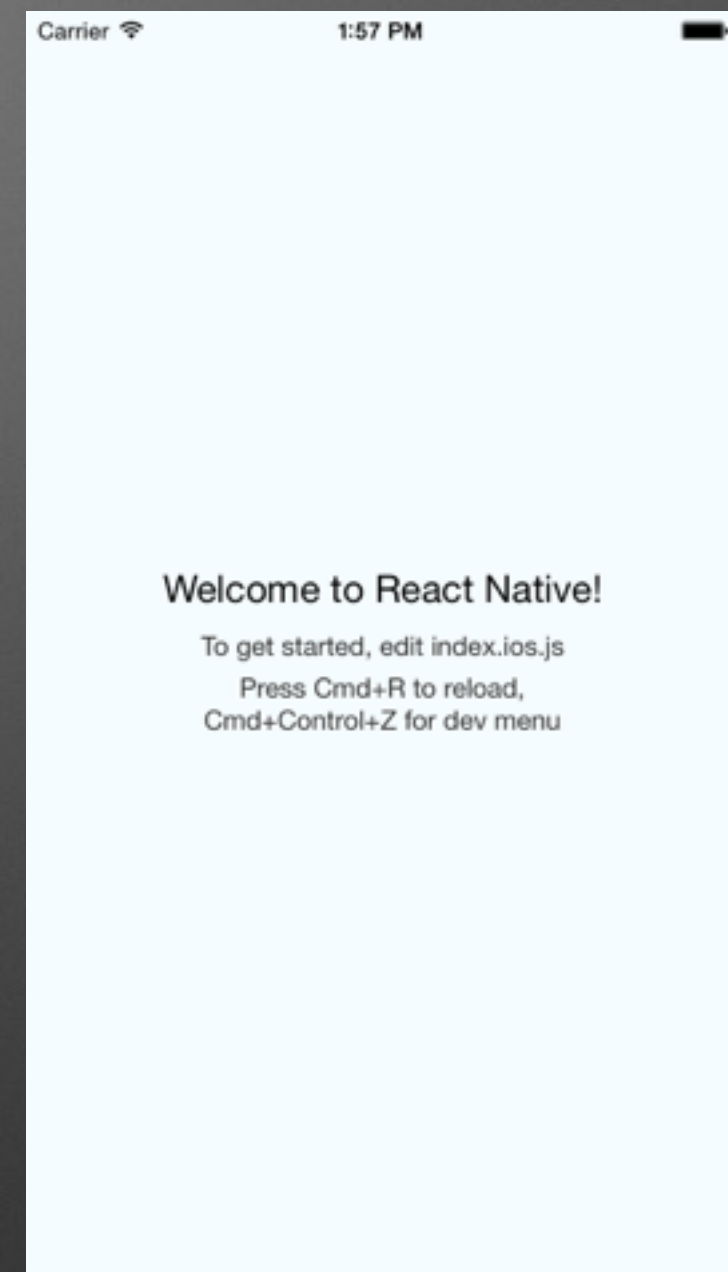 Carrier
1:57 PM
Welcome to React Native!
To get started, edit index.ios.js
Press Cmd+R to reload,
Cmd+Control+Z for dev menu